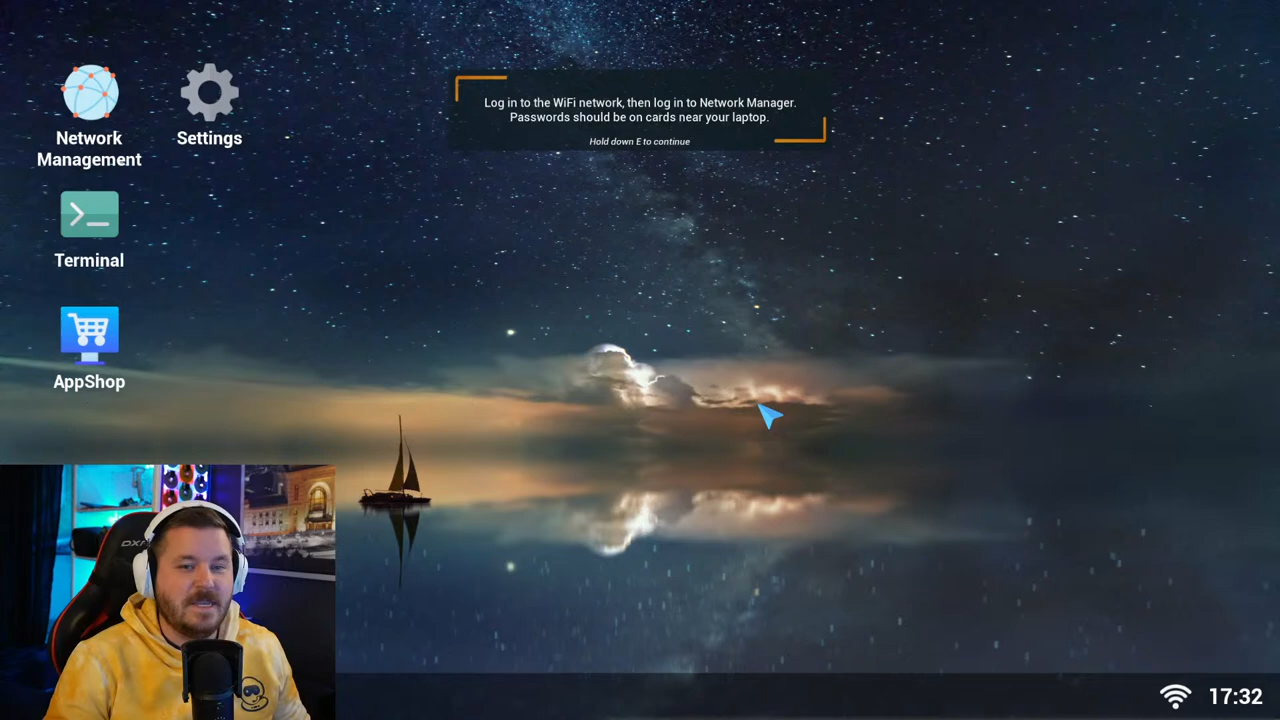 Network
Management
Settings
Terminal
AppShop
Log in to the WiFi network, then log in to Network Manager.
Passwords should be on cards near your laptop.
Hold down E to continue
17:32